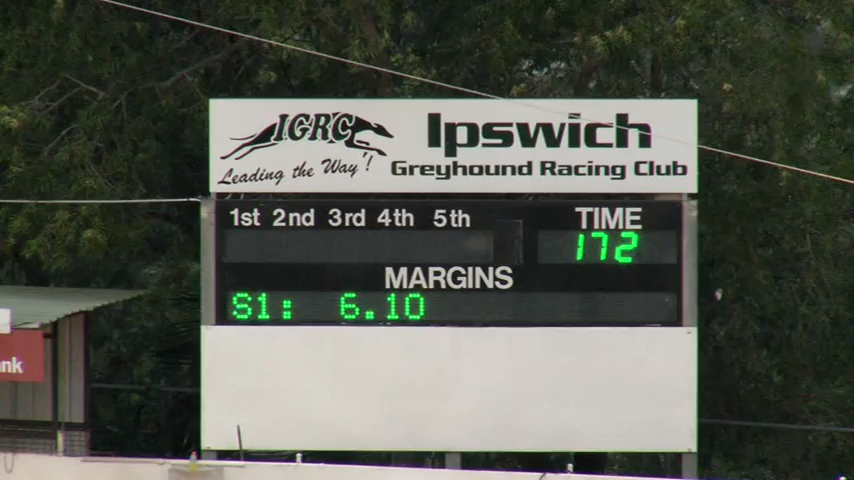 IGRC
Leading the Way'!
Ipswich
Greyhound Racing Club
1st 2nd 3rd 4th 5th TIME
172
MARGINS
S1: 6.10
nk